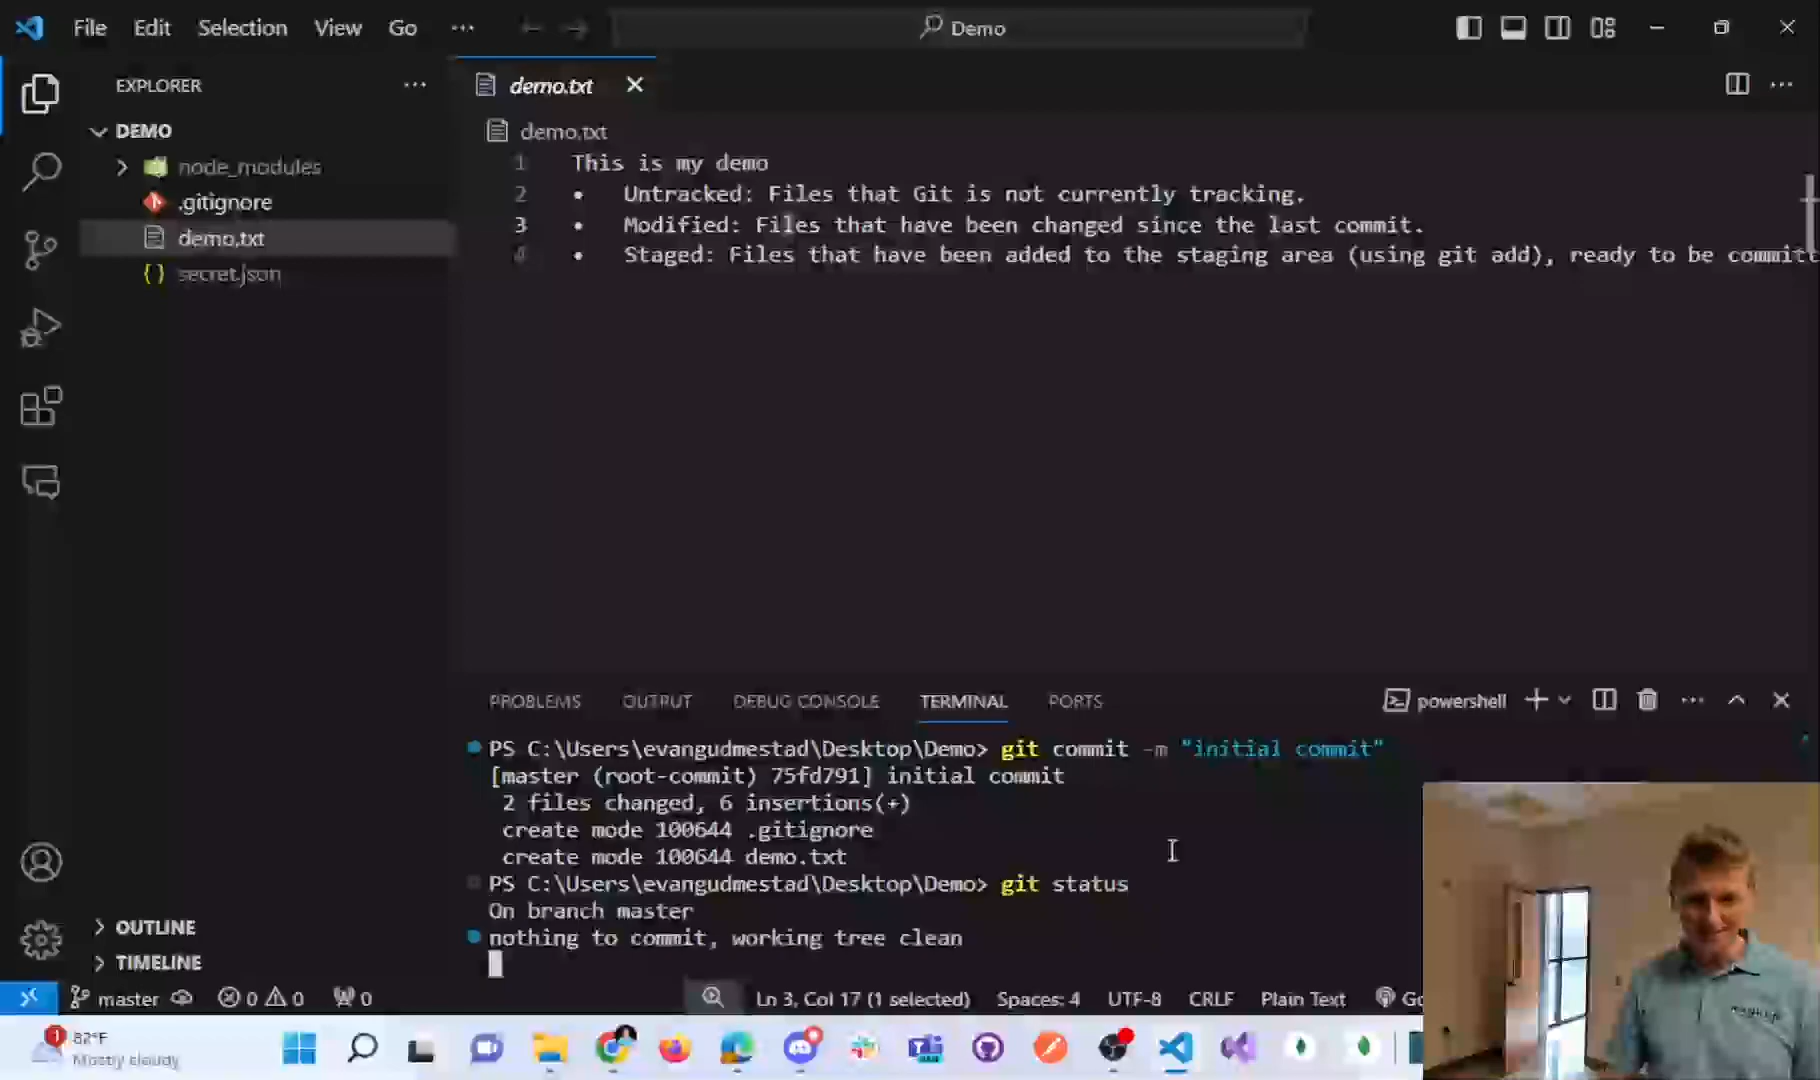 File Edit Selection View Go ··· Demo
EXPLORER ···
DEMO
node_modules
.gitignore
demo.txt
secret.json
OUTLINE
TIMELINE
demo.txt
demo.txt
1 This is my demo
2 • Untracked: Files that Git is not currently tracking.
3 • Modified: Files that have been changed since the last commit.
4 • Staged: Files that have been added to the staging area (using git add), ready to be committ
PROBLEMS OUTPUT DEBUG CONSOLE TERMINAL PORTS powershell
PS C:\Users\evangudmestad\Desktop\Demo> git commit -m "initial commit"
[master (root-commit) 75fd791] initial commit
2 files changed, 6 insertions(+)
create mode 100644 .gitignore
create mode 100644 demo.txt
PS C:\Users\evangudmestad\Desktop\Demo> git status
On branch master
nothing to commit, working tree clean
master 0 0 0 Ln 3, Col 17 (1 selected) Spaces: 4 UTF-8 CRLF Plain Text Go
1
82°F
Mostly cloudy